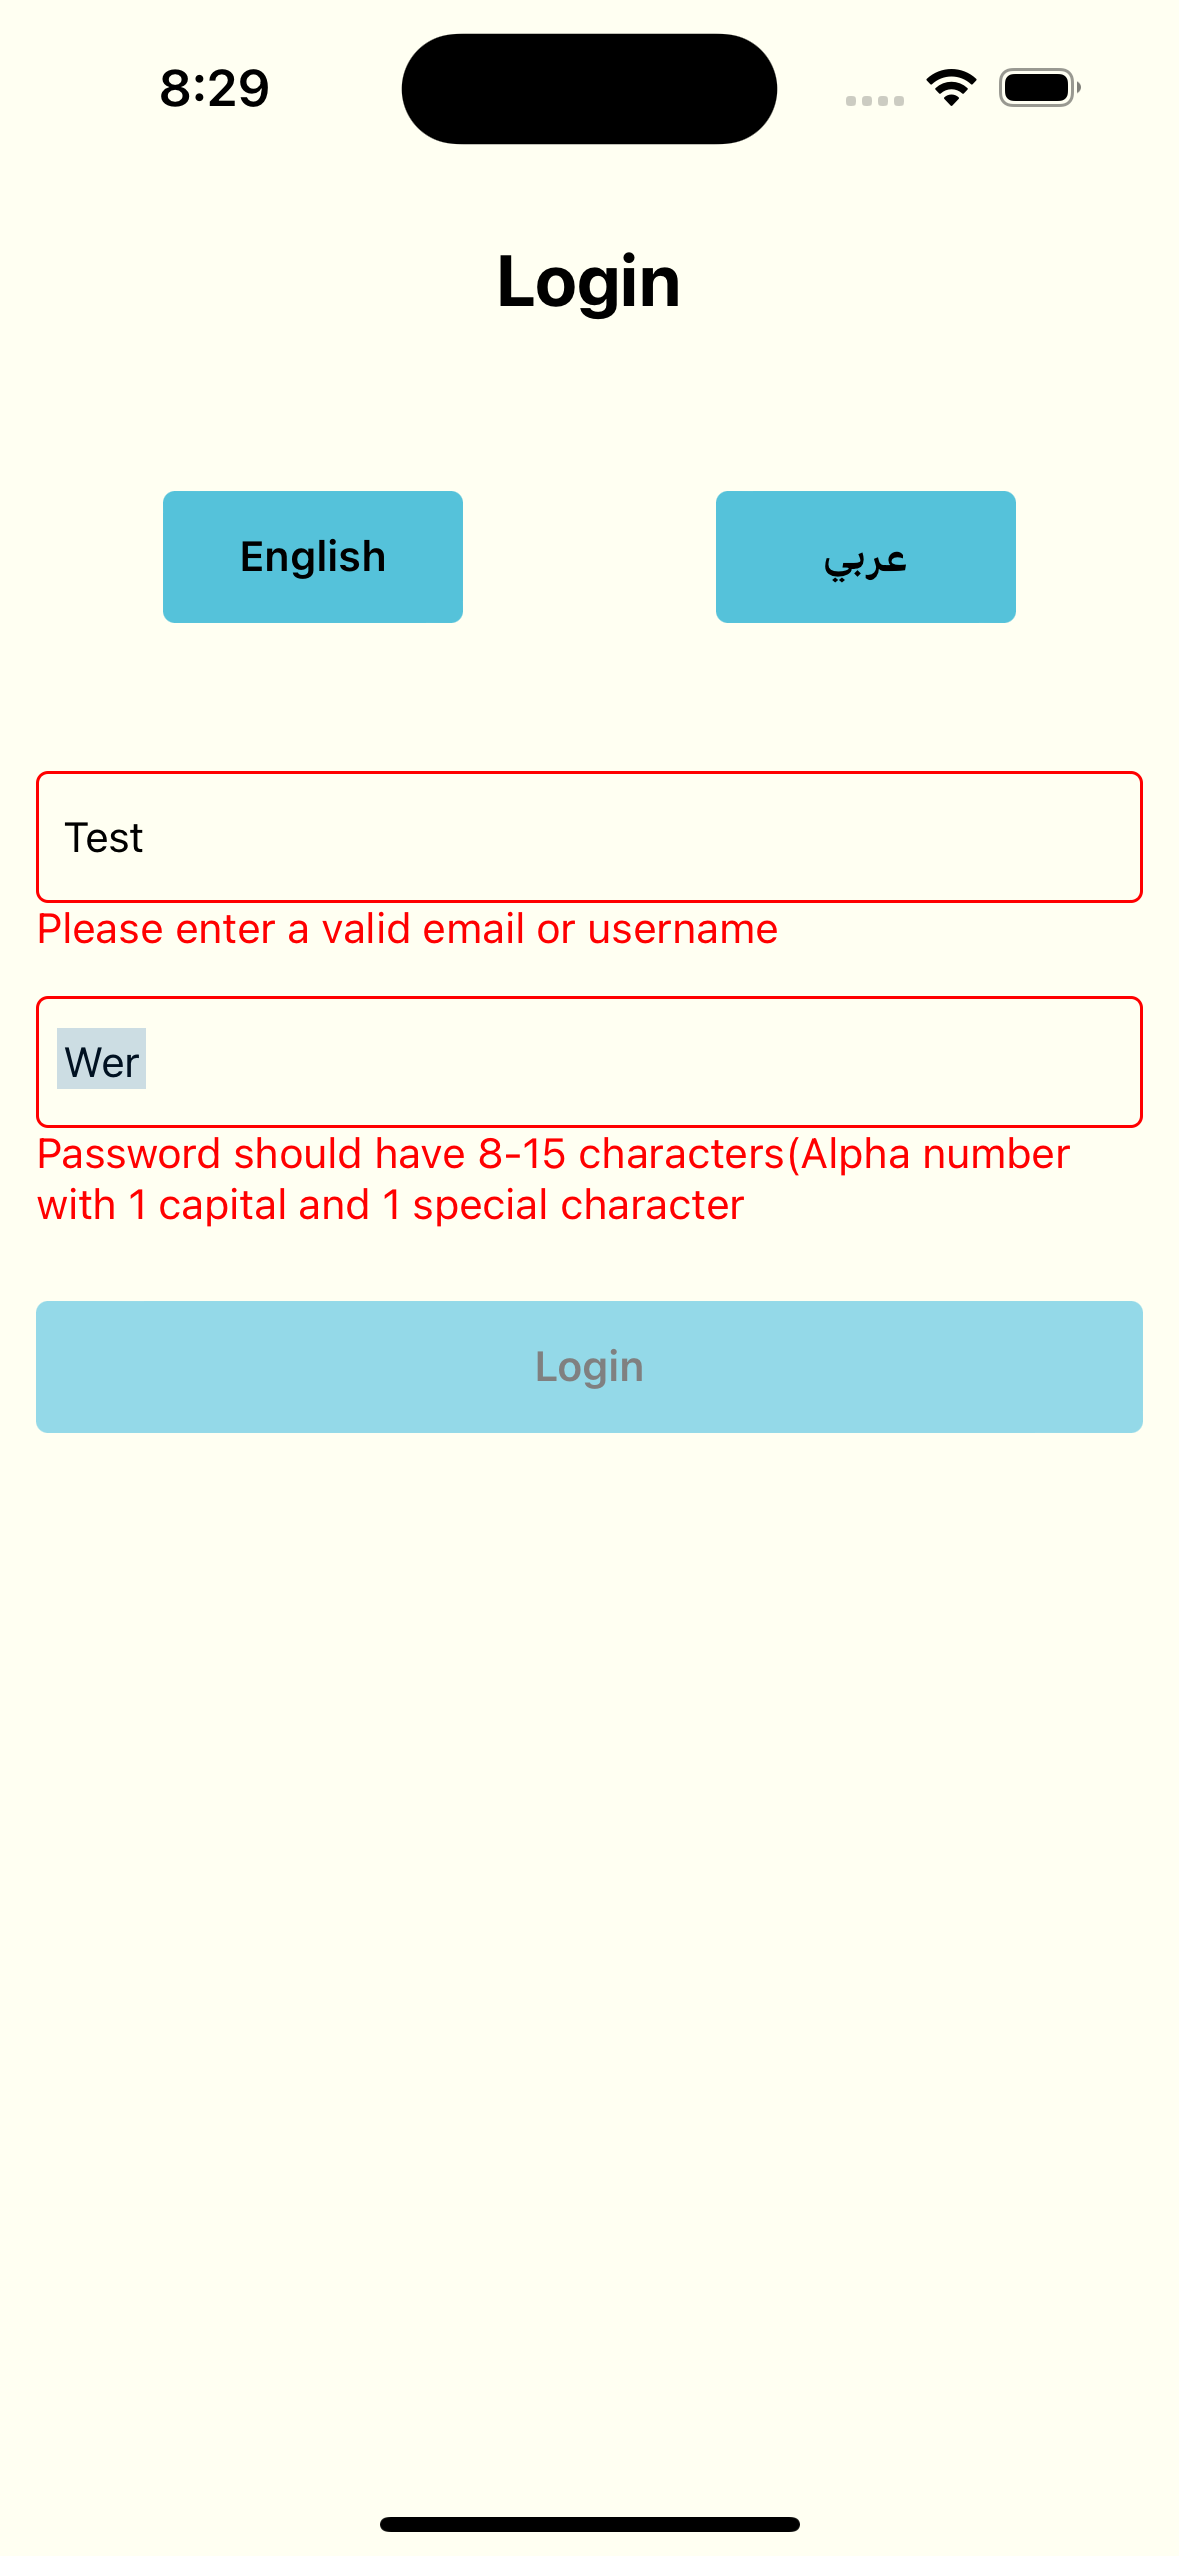 8:29
Login
English
عربي
Test
Please enter a valid email or username
Wer
Password should have 8-15 characters(Alpha number
with 1 capital and 1 special character
Login